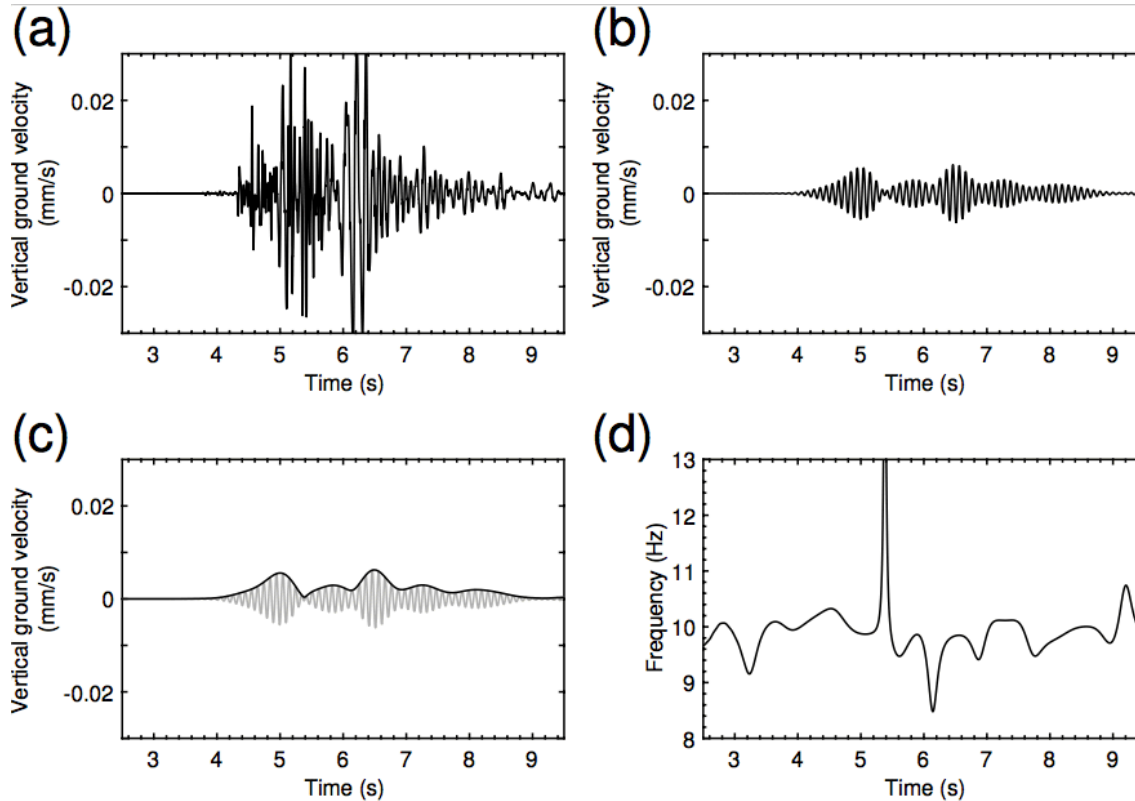 (a)
Vertical ground velocity
(mm/s)
0.02
0
-0.02
3 4 5 6 7 8 9
Time (s)
(b)
Vertical ground velocity
(mm/s)
0.02
0
-0.02
3 4 5 6 7 8 9
Time (s)
(c)
Vertical ground velocity
(mm/s)
0.02
0
-0.02
3 4 5 6 7 8 9
Time (s)
(d)
Frequency (Hz)
13
12
11
10
9
8
3 4 5 6 7 8 9
Time (s)